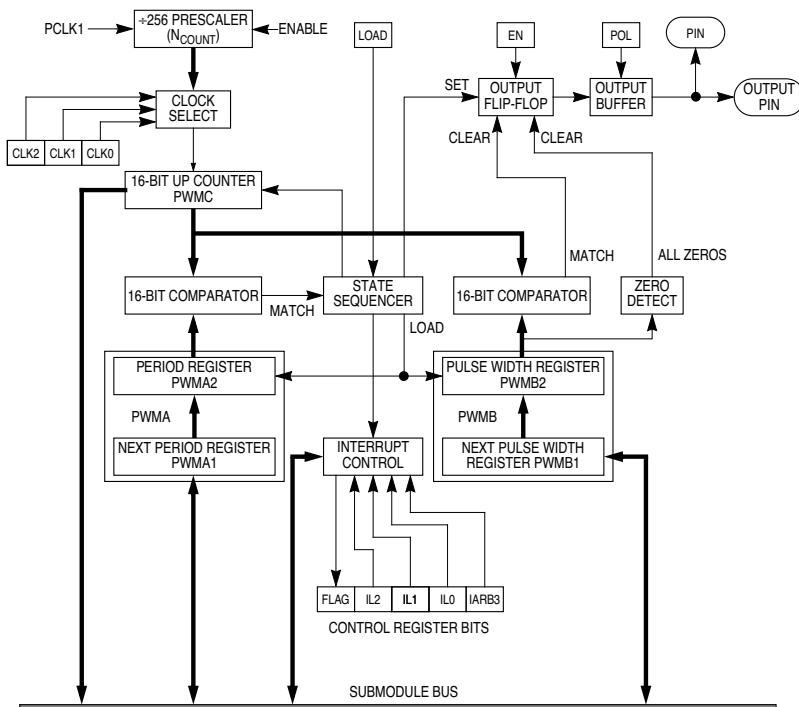 ÷256 PRESCALER
(NCOUNT)
PCLK1
ENABLE
LOAD
EN
POL
PIN
CLOCK
SELECT
SET
OUTPUT
FLIP-FLOP
OUTPUT
BUFFER
OUTPUT
PIN
CLK2
CLK1
CLK0
CLEAR
CLEAR
16-BIT UP COUNTER
PWMC
MATCH
ALL ZEROS
16-BIT COMPARATOR
MATCH
STATE
SEQUENCER
16-BIT COMPARATOR
ZERO
DETECT
LOAD
PERIOD REGISTER
PWMA2
PULSE WIDTH REGISTER
PWMB2
PWMA
PWMB
NEXT PERIOD REGISTER
PWMA1
INTERRUPT
CONTROL
NEXT PULSE WIDTH
REGISTER PWMB1
FLAG
IL2
IL1
IL0
IARB3
CONTROL REGISTER BITS
SUBMODULE BUS